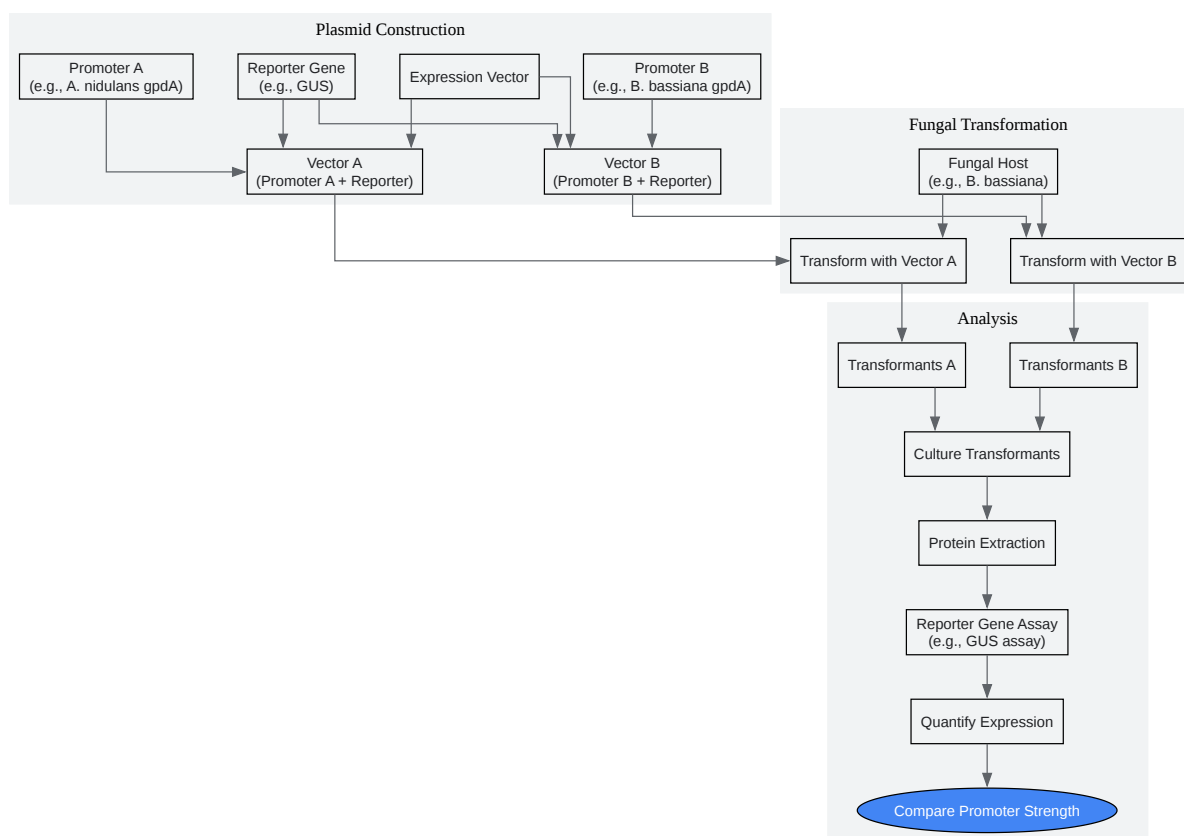 Plasmid Construction
Promoter A
(e.g., A. nidulans gpdA)
Reporter Gene
(e.g., GUS)
Expression Vector
Promoter B
(e.g., B. bassiana gpdA)
Vector A
(Promoter A + Reporter)
Vector B
(Promoter B + Reporter)
Fungal Transformation
Fungal Host
(e.g., B. bassiana)
Transform with Vector A
Transform with Vector B
Analysis
Transformants A
Transformants B
Culture Transformants
Protein Extraction
Reporter Gene Assay
(e.g., GUS assay)
Quantify Expression
Compare Promoter Strength